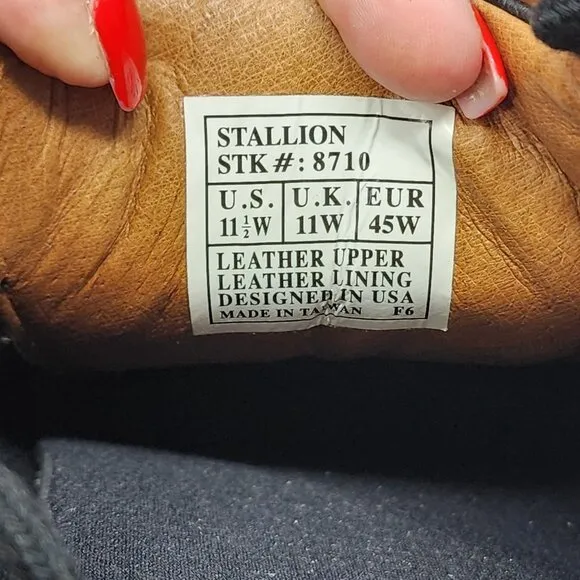 STALLION
STK #: 8710
U.S. U.K. EUR
11½W 11W 45W
LEATHER UPPER
LEATHER LINING
DESIGNED IN USA
MADE IN TAIWAN F6